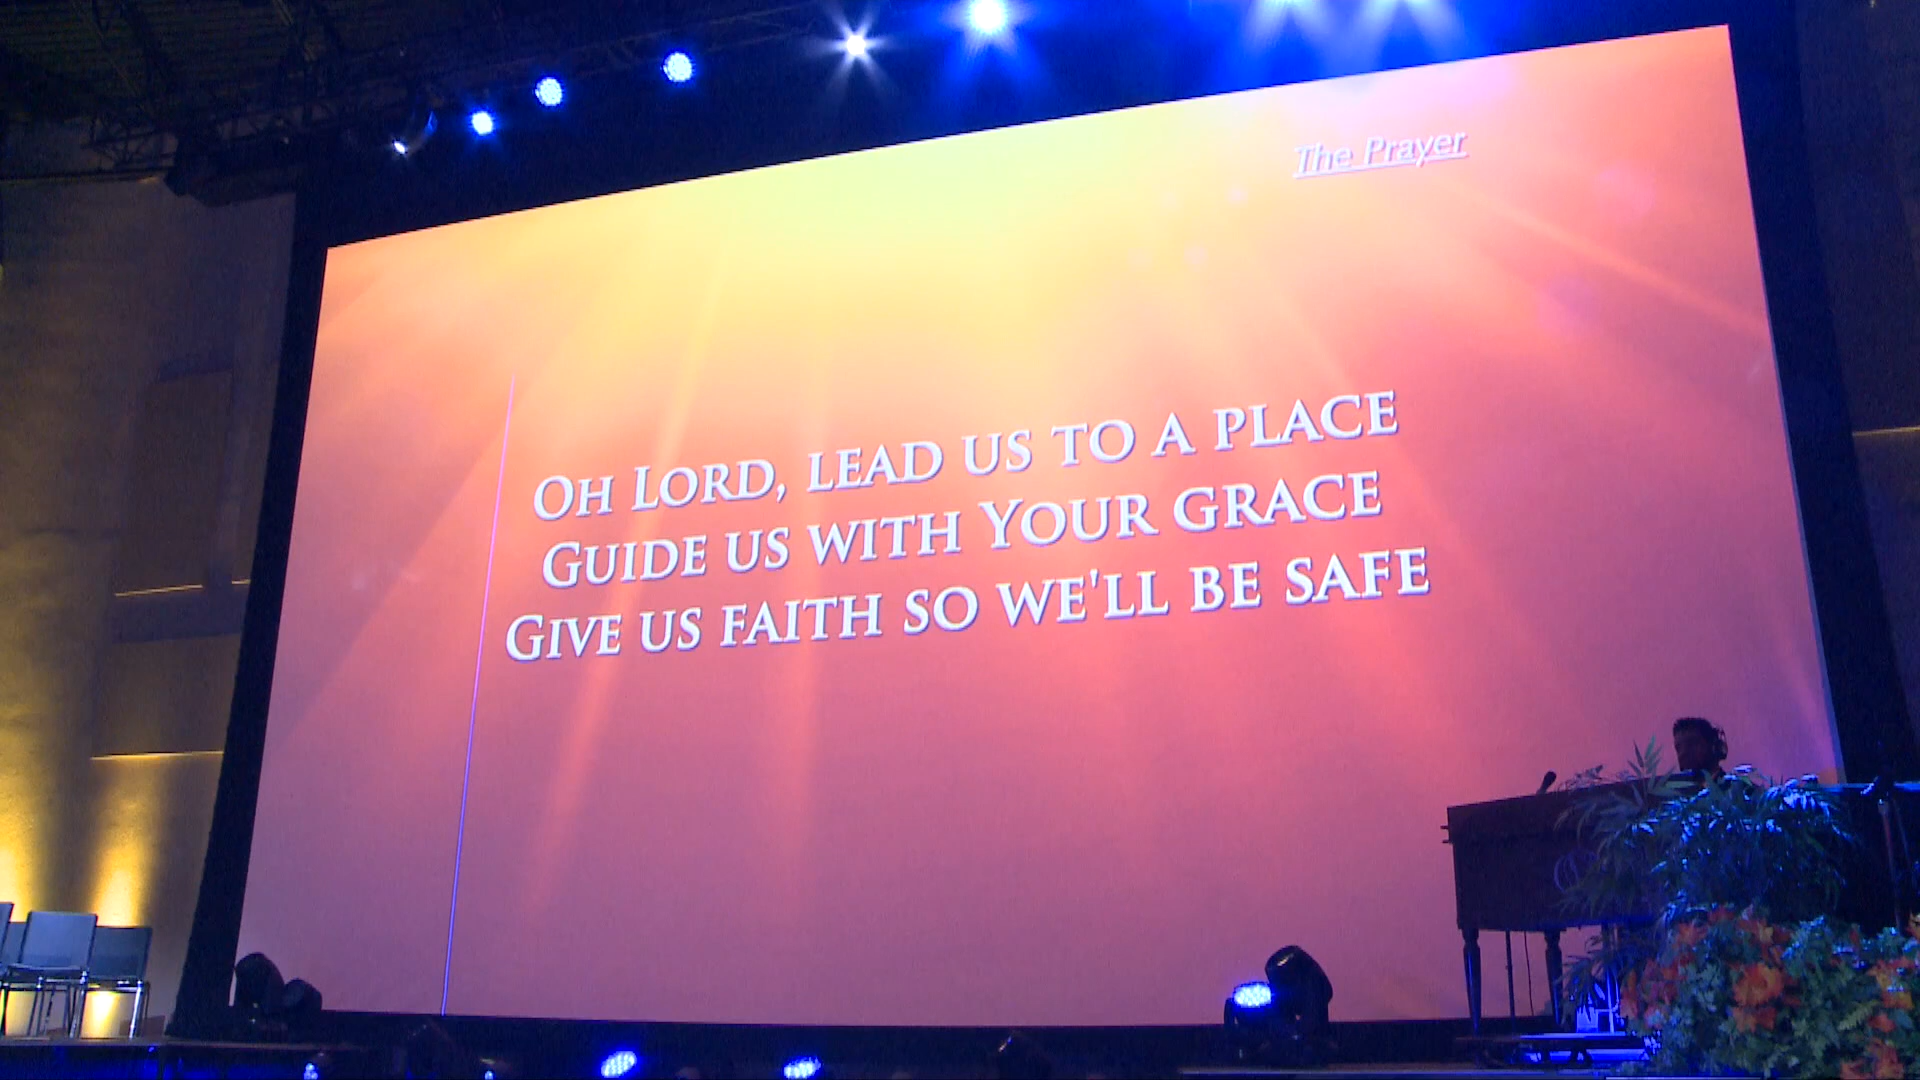 The Prayer
Oh Lord, lead us to a place
Guide us with Your grace
Give us faith so we'll be safe